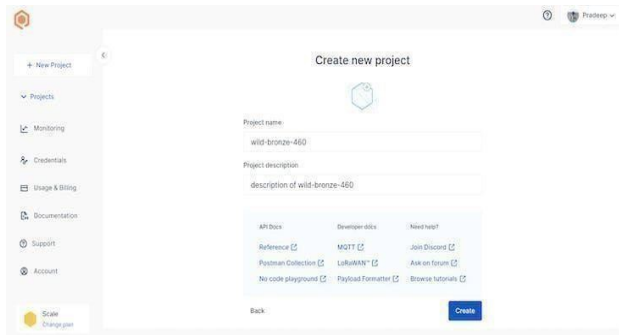 Pradeep
+ New Project
Projects
Monitoring
Credentials
Usage & Billing
Documentation
Support
Account
Scale
Change plan
Create new project
Project name
wild-bronze-460
Project description
description of wild-bronze-460
API Docs
Developer docs
Need help?
Reference
MQTT
Join Discord
Postman Collection
LoRaWAN™
Ask on forum
No code playground
Payload Formatter
Browse tutorials
Back
Create